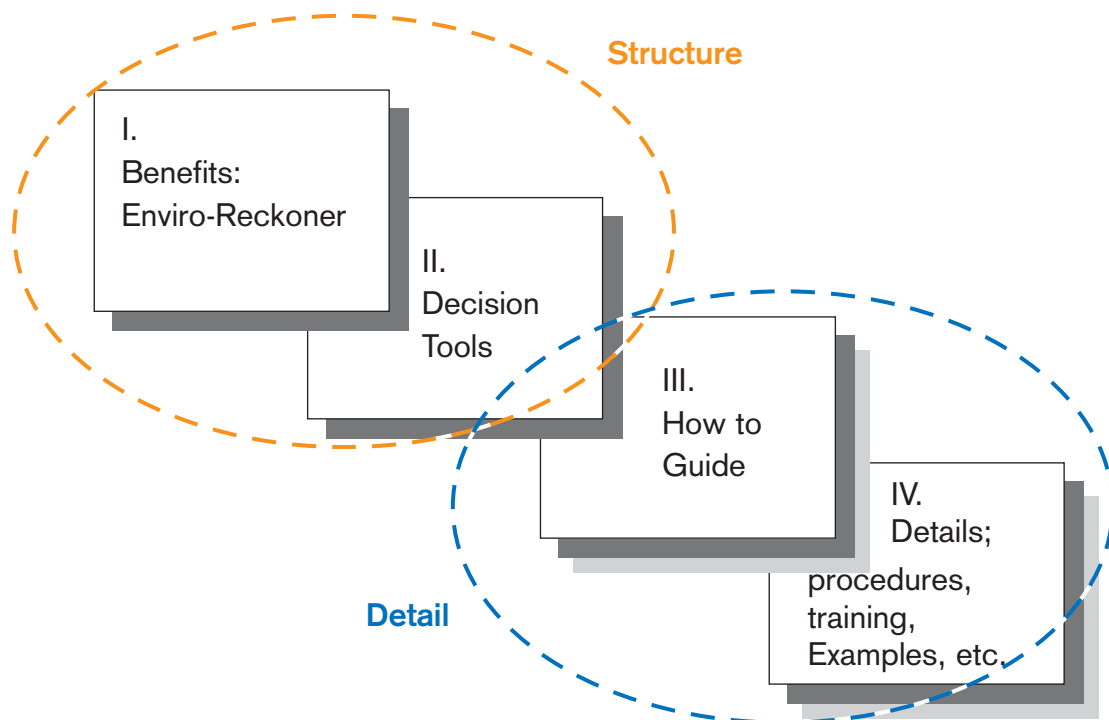 Structure
I.
Benefits:
Enviro-Reckoner
II.
Decision
Tools
III.
How to
Guide
IV.
Details;
procedures,
training,
Examples, etc.
Detail